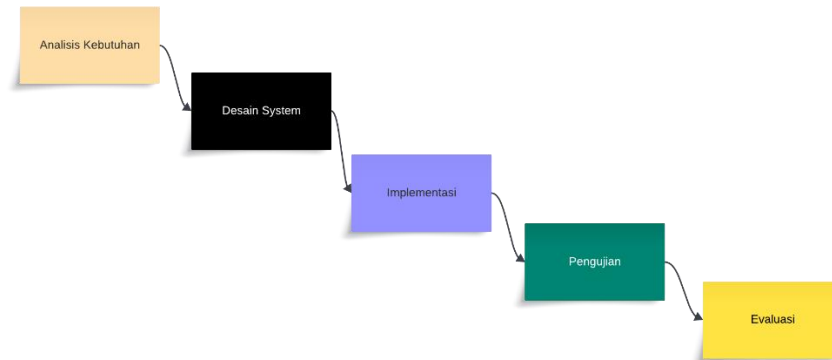 Analisis Kebutuhan
Desain System
Implementasi
Pengujian
Evaluasi